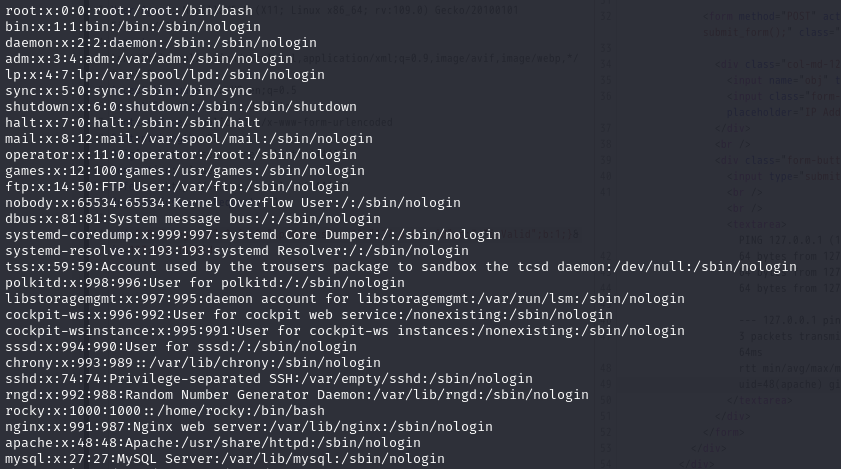 root:x:0:0:root:/root:/bin/bash
bin:x:1:1:bin:/bin:/sbin/nologin
daemon:x:2:2:daemon:/sbin:/sbin/nologin
adm:x:3:4:adm:/var/adm:/sbin/nologin
lp:x:4:7:lp:/var/spool/lpd:/sbin/nologin
sync:x:5:0:sync:/sbin:/bin/sync
shutdown:x:6:0:shutdown:/sbin:/sbin/shutdown
halt:x:7:0:halt:/sbin:/sbin/halt
mail:x:8:12:mail:/var/spool/mail:/sbin/nologin
operator:x:11:0:operator:/root:/sbin/nologin
games:x:12:100:games:/usr/games:/sbin/nologin
ftp:x:14:50:FTP User:/var/ftp:/sbin/nologin
nobody:x:65534:65534:Kernel Overflow User:/:/sbin/nologin
dbus:x:81:81:System message bus:/:/sbin/nologin
systemd-coredump:x:999:997:systemd Core Dumper:/:/sbin/nologin
systemd-resolve:x:193:193:systemd Resolver:/:/sbin/nologin
tss:x:59:59:Account used by the trousers package to sandbox the tcsd daemon:/dev/null:/sbin/nologin
polkitd:x:998:996:User for polkitd:/:/sbin/nologin
libstoragemgmt:x:997:995:daemon account for libstoragemgmt:/var/run/lsm:/sbin/nologin
cockpit-ws:x:996:992:User for cockpit web service:/nonexisting:/sbin/nologin
cockpit-wsinstance:x:995:991:User for cockpit-ws instances:/nonexisting:/sbin/nologin
sssd:x:994:990:User for sssd:/:/sbin/nologin
chrony:x:993:989::/var/lib/chrony:/sbin/nologin
sshd:x:74:74:Privilege-separated SSH:/var/empty/sshd:/sbin/nologin
rngd:x:992:988:Random Number Generator Daemon:/var/lib/rngd:/sbin/nologin
rocky:x:1000:1000::/home/rocky:/bin/bash
nginx:x:991:987:Nginx web server:/var/lib/nginx:/sbin/nologin
apache:x:48:48:Apache:/usr/share/httpd:/sbin/nologin
mysql:x:27:27:MySQL Server:/var/lib/mysql:/sbin/nologin